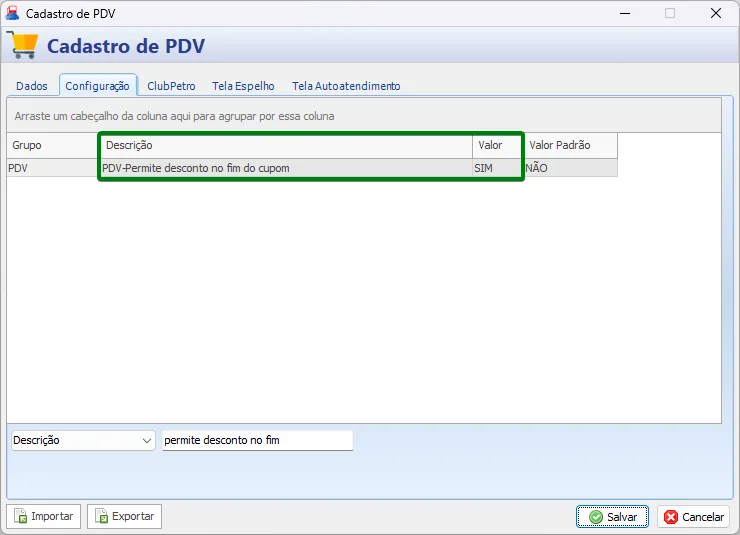 Cadastro de PDV
Cadastro de PDV
Dados Configuração ClubPetro Tela Espelho Tela Autoatendimento
Arraste um cabeçalho da coluna aqui para agrupar por essa coluna
Grupo Descrição Valor Valor Padrão
PDV PDV-Permite desconto no fim do cupom SIM NÃO
Descrição permite desconto no fim
Importar Exportar Salvar Cancelar